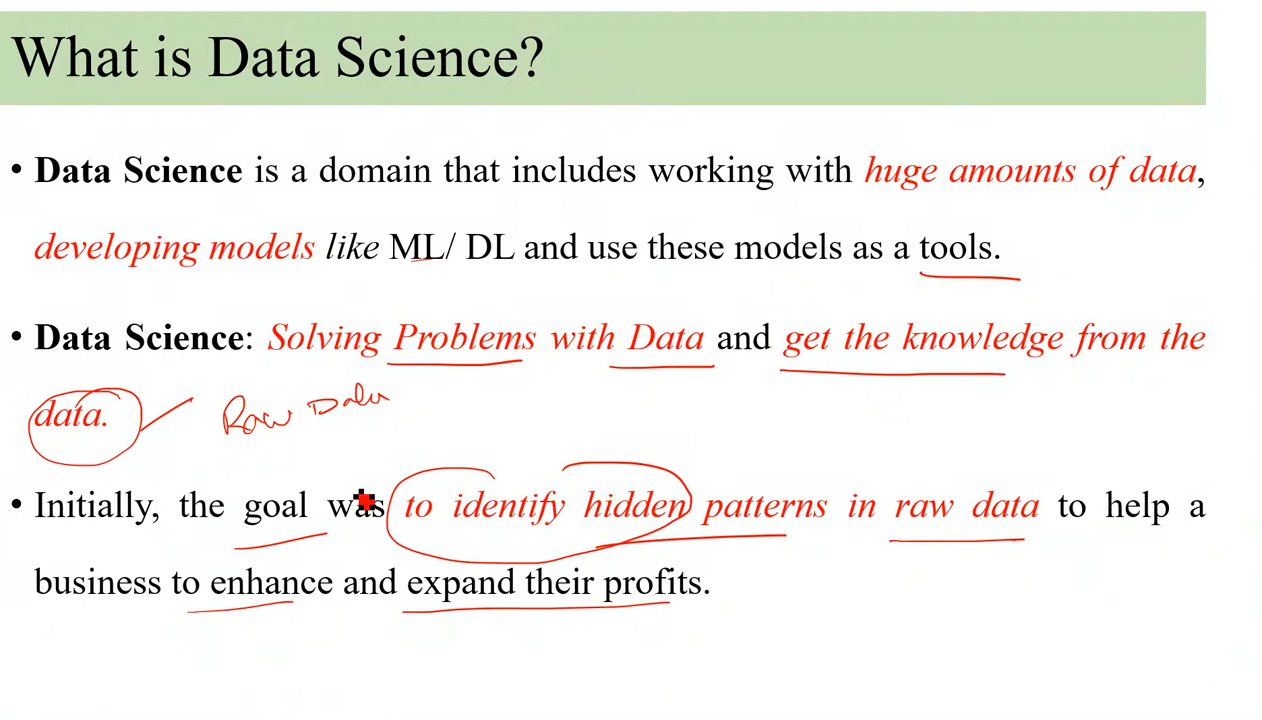 What is Data Science?
• Data Science is a domain that includes working with huge amounts of data,
developing models like ML/ DL and use these models as a tools.
• Data Science: Solving Problems with Data and get the knowledge from the
data.
Raw Data
• Initially, the goal was to identify hidden patterns in raw data to help a
business to enhance and expand their profits.